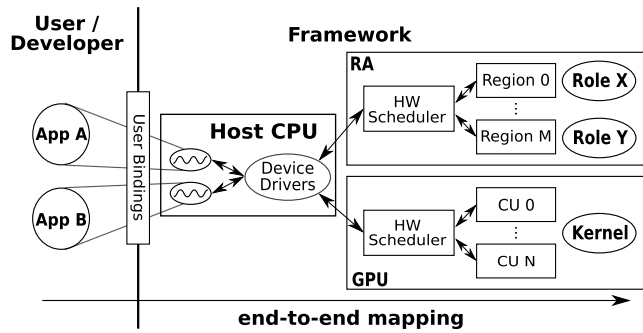 User /
Developer
Framework
App A
App B
User Bindings
Host CPU
Device
Drivers
RA
HW
Scheduler
Region 0
⋮
Region M
Role X
Role Y
HW
Scheduler
CU 0
⋮
CU N
Kernel
GPU
end-to-end mapping